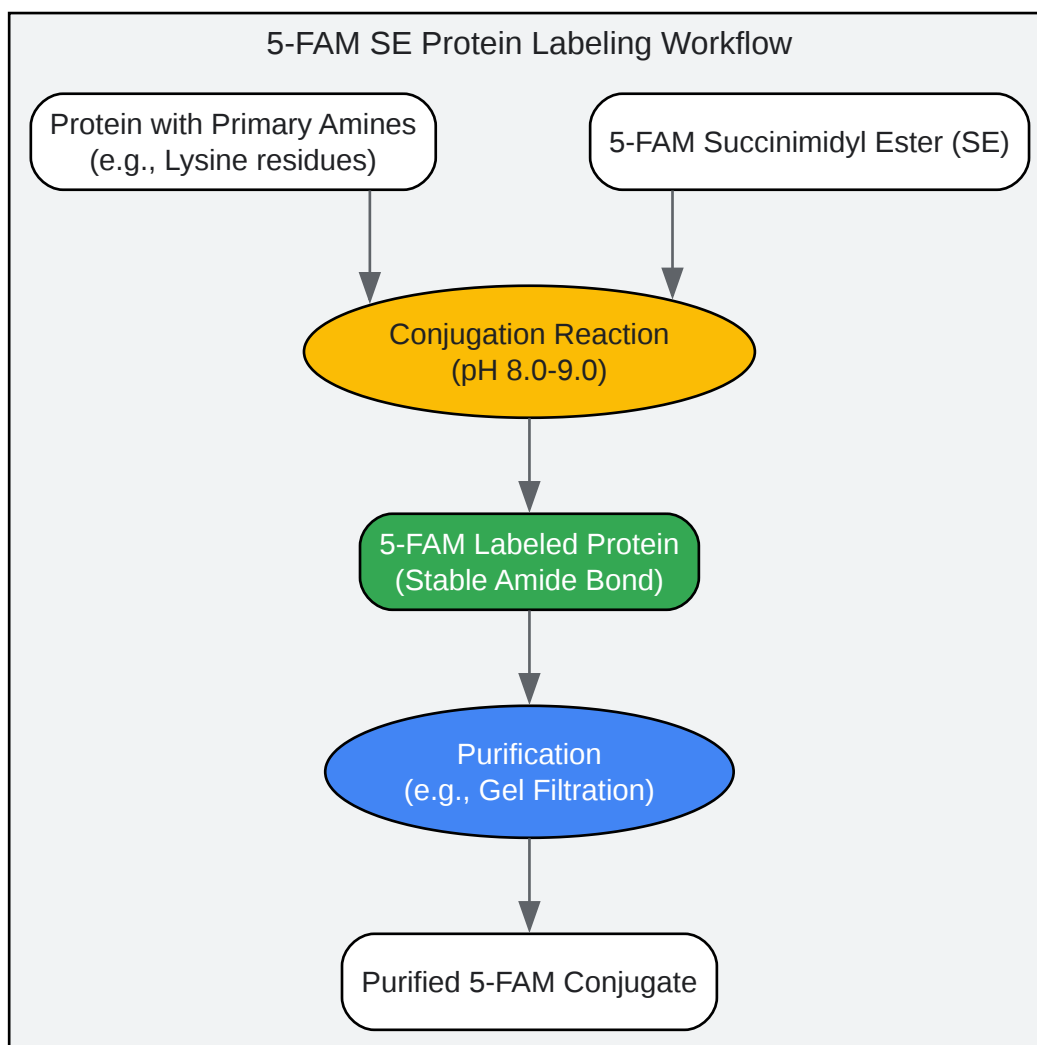 5-FAM SE Protein Labeling Workflow
Protein with Primary Amines
(e.g., Lysine residues)
5-FAM Succinimidyl Ester (SE)
Conjugation Reaction
(pH 8.0-9.0)
5-FAM Labeled Protein
(Stable Amide Bond)
Purification
(e.g., Gel Filtration)
Purified 5-FAM Conjugate